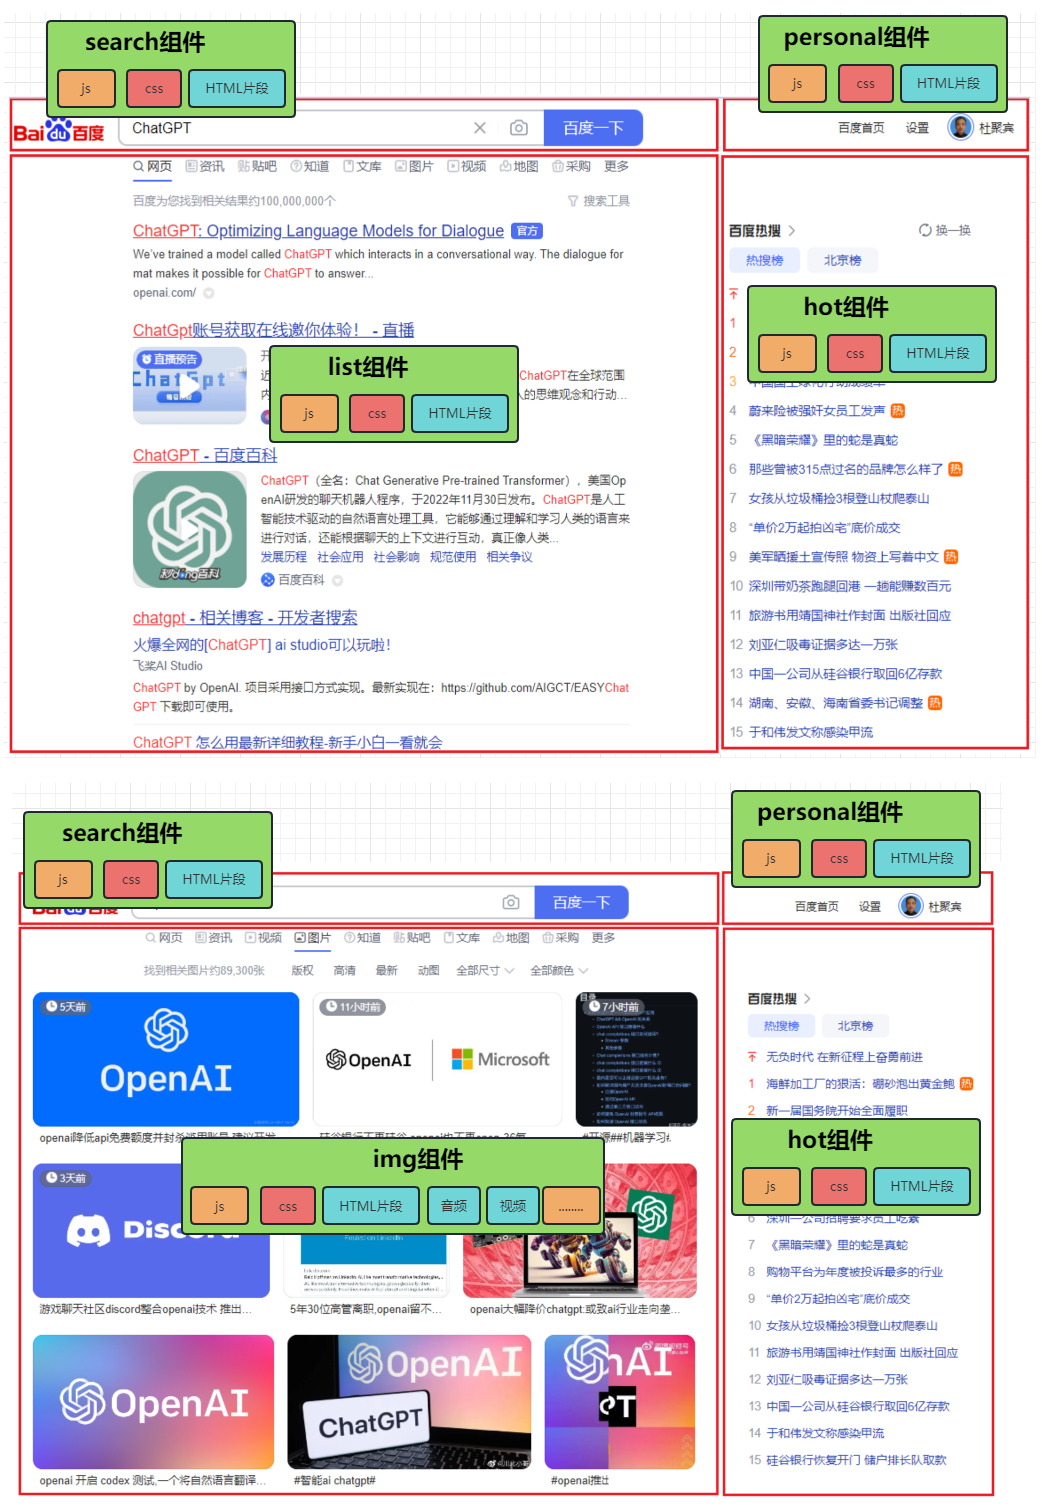 search组件
js css HTML片段
personal组件
js css HTML片段
Bai du 百度
ChatGPT
百度一下
百度首页 设置 杜聚宾
网页 资讯 贴吧 知道 文库 图片 视频 地图 采购 更多
百度为您找到相关结果约100,000,000个
搜索工具
ChatGPT: Optimizing Language Models for Dialogue 官方
We've trained a model called ChatGPT which interacts in a conversational way. The dialogue for
mat makes it possible for ChatGPT to answer...
openai.com/
ChatGpt账号获取在线邀你体验！ - 直播
直播预告
ChatGPT在全球范围
人的思维观念和行动...
list组件
js css HTML片段
ChatGPT - 百度百科
ChatGPT（全名：Chat Generative Pre-trained Transformer），美国Op
enAI研发的聊天机器人程序，于2022年11月30日发布。ChatGPT是人工
智能技术驱动的自然语言处理工具，它能够通过理解和学习人类的语言来
进行对话，还能根据聊天的上下文进行互动，真正像人类...
发展历程 社会应用 社会影响 规范使用 相关争议
秒dong百科
百度百科
chatgpt - 相关博客 - 开发者搜索
火爆全网的[ChatGPT] ai studio可以玩啦！
飞桨AI Studio
ChatGPT by OpenAI. 项目采用接口方式实现。最新实现在：https://github.com/AIGCT/EASYChat
GPT 下载即可使用。
ChatGPT 怎么用最新详细教程-新手小白一看就会
百度热搜
换一换
热搜榜 北京榜
hot组件
js css HTML片段
1
2
3
4 蔚来险被强奸女员工发声 热
5 《黑暗荣耀》里的蛇是真蛇
6 那些曾被315点过名的品牌怎么样了 热
7 女孩从垃圾桶捡3根登山杖爬泰山
8 “单价2万起拍凶宅”底价成交
9 美军晒援土宣传照 物资上写着中文 热
10 深圳带奶茶跑腿回港 一趟能赚数百元
11 旅游书用靖国神社作封面 出版社回应
12 刘亚仁吸毒证据多达一万张
13 中国一公司从硅谷银行取回6亿存款
14 湖南、安徽、海南省委书记调整 热
15 于和伟发文称感染甲流
search组件
js css HTML片段
personal组件
js css HTML片段
百度一下
百度首页 设置 杜聚宾
网页 资讯 视频 图片 知道 贴吧 文库 地图 采购 更多
找到相关图片约89,300张 版权 高清 最新 动图 全部尺寸 全部颜色
5天前
OpenAI
openai降低api免费额度并封杀滥用账号,建议开发
11小时前
OpenAI Microsoft
7小时前
目录
#开源##机器学习#
img组件
js css HTML片段 音频 视频 ........
3天前
Discord
游戏聊天社区discord整合openai技术 推出...
5年30位高管离职,openai留不...
openai大幅降价chatgpt:或致ai行业走向垄...
OpenAI
openai 开启 codex 测试,一个将自然语言翻译...
OpenAI
ChatGPT
#智能ai chatgpt#
nAI
PT
#openai推出
百度热搜
热搜榜 北京榜
无负时代 在新征程上奋勇前进
1 海鲜加工厂的狠活：硼砂泡出黄金鲍 热
2 新一届国务院开始全面履职
hot组件
js css HTML片段
6 深圳一公司招聘要求员工吃素
7 《黑暗荣耀》里的蛇是真蛇
8 购物平台为年度被投诉最多的行业
9 “单价2万起拍凶宅”底价成交
10 女孩从垃圾桶捡3根登山杖爬泰山
11 旅游书用靖国神社作封面 出版社回应
12 刘亚仁吸毒证据多达一万张
13 中国一公司从硅谷银行取回6亿存款
14 于和伟发文称感染甲流
15 硅谷银行恢复开门 储户排长队取款